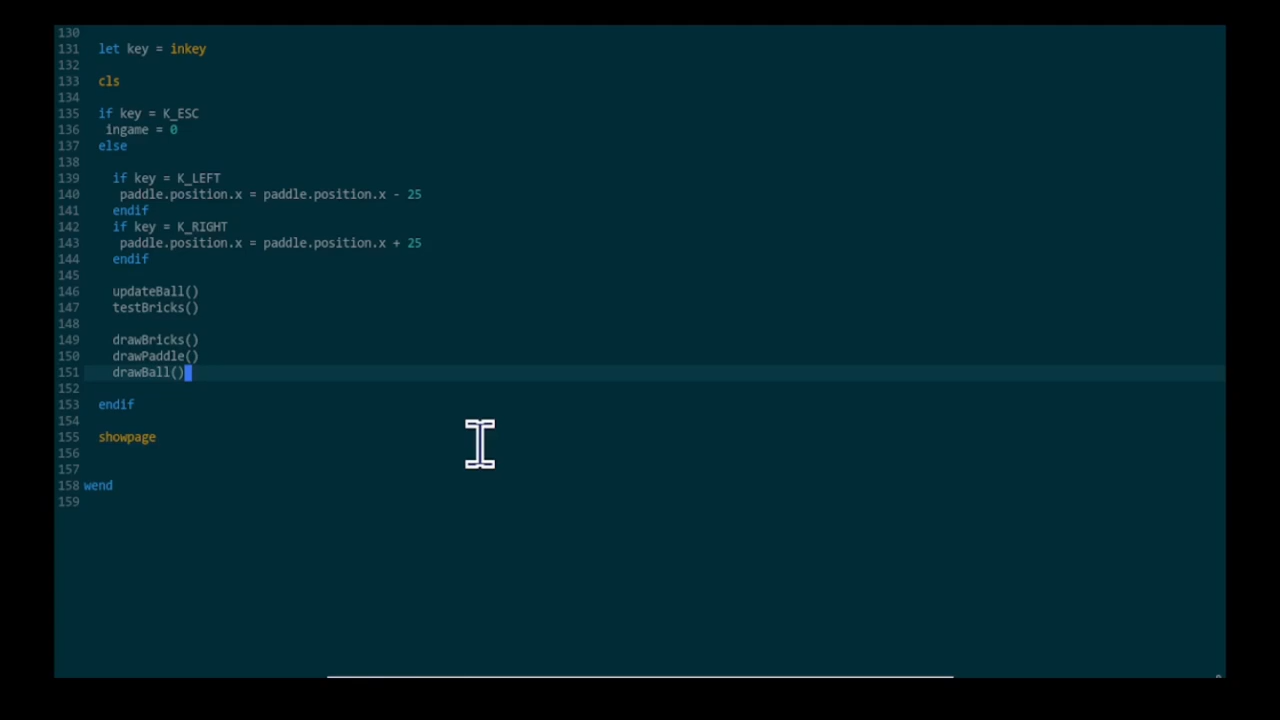 130
131 let key = inkey
132
133 cls
134
135 if key = K_ESC
136 ingame = 0
137 else
138
139 if key = K_LEFT
140 paddle.position.x = paddle.position.x - 25
141 endif
142 if key = K_RIGHT
143 paddle.position.x = paddle.position.x + 25
144 endif
145
146 updateBall()
147 testBricks()
148
149 drawBricks()
150 drawPaddle()
151 drawBall()
152
153 endif
154
155 showpage
156
157
158 wend
159